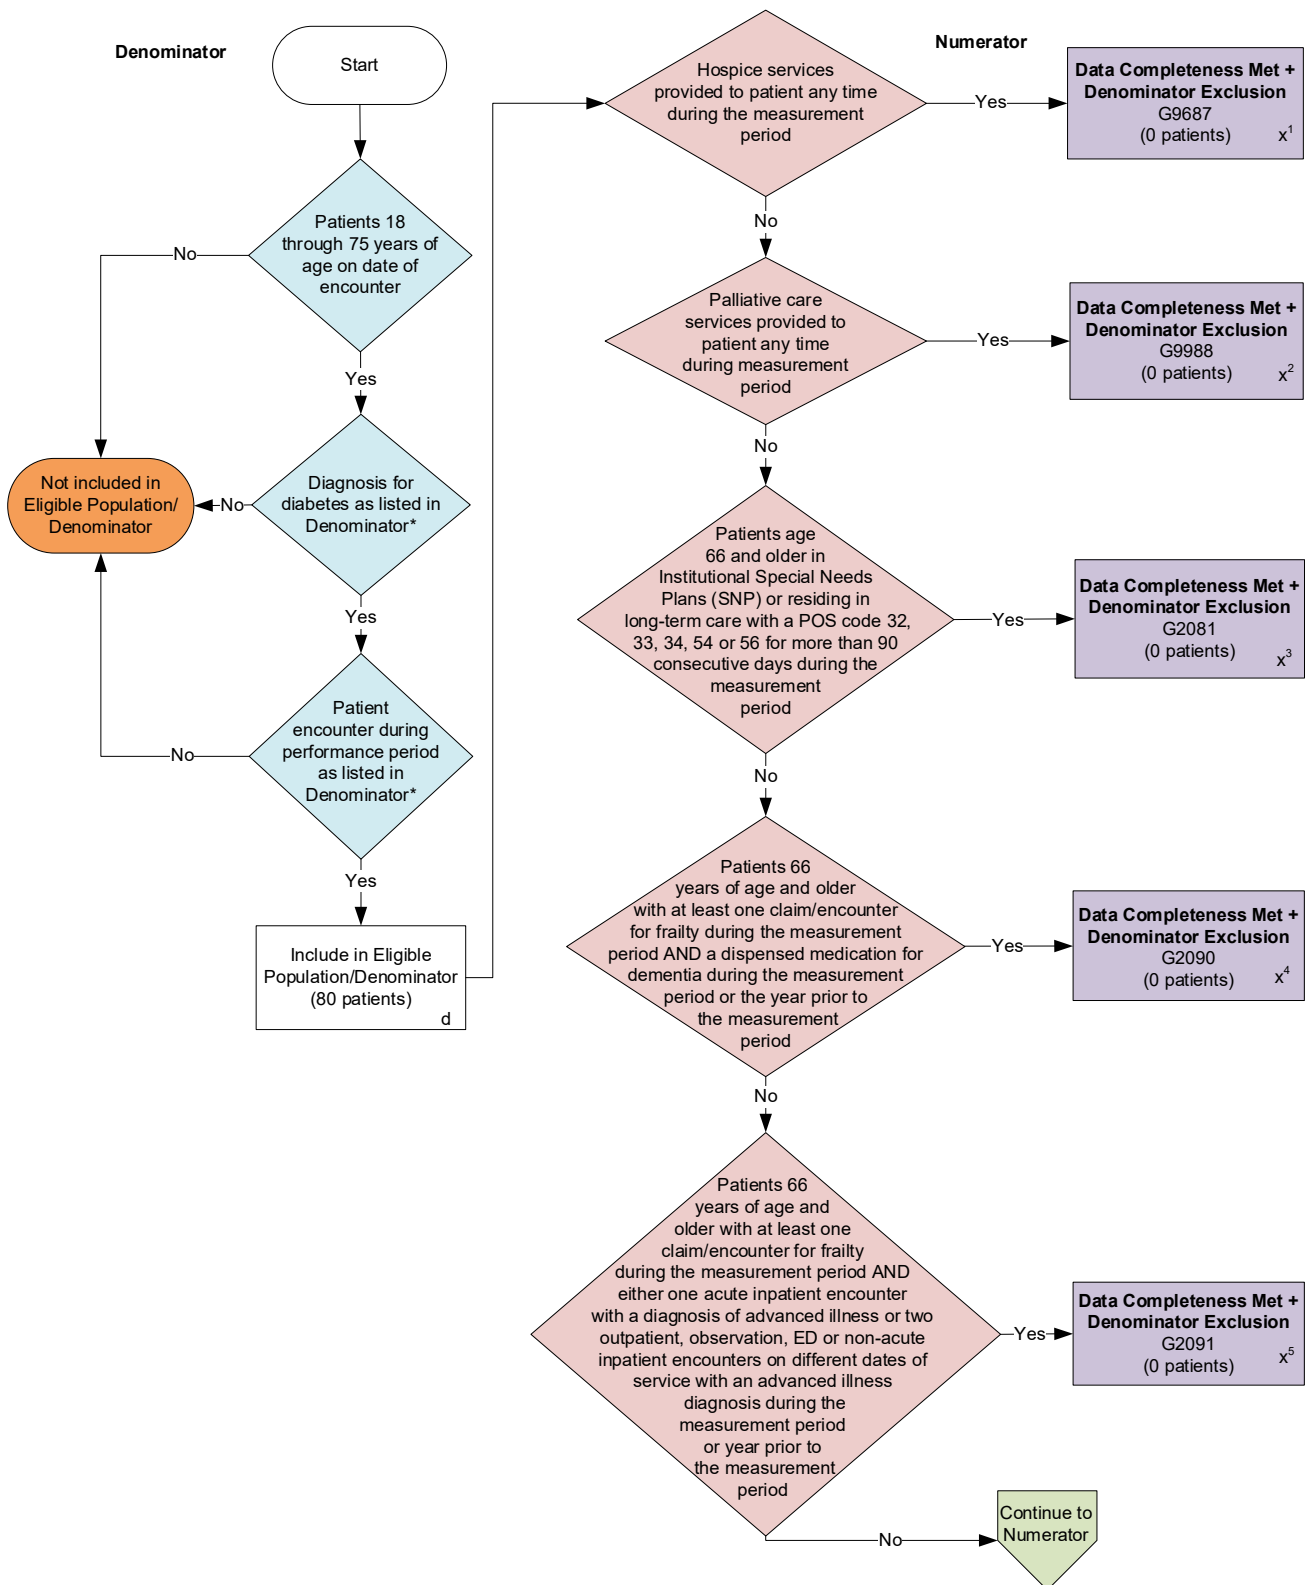 Denominator
Start
Patients 18
through 75 years of
age on date of
encounter
No
Yes
Diagnosis for
diabetes as listed in
Denominator*
No
Not included in
Eligible Population/
Denominator
Yes
Patient
encounter during
performance period
as listed in
Denominator*
No
Yes
Include in Eligible
Population/Denominator
(80 patients)
d
Numerator
Hospice services
provided to patient any time
during the measurement
period
Yes
Data Completeness Met +
Denominator Exclusion
G9687
(0 patients)
x¹
No
Palliative care
services provided to
patient any time
during measurement
period
Yes
Data Completeness Met +
Denominator Exclusion
G9988
(0 patients)
x²
No
Patients age
66 and older in
Institutional Special Needs
Plans (SNP) or residing in
long-term care with a POS code 32,
33, 34, 54 or 56 for more than 90
consecutive days during the
measurement
period
Yes
Data Completeness Met +
Denominator Exclusion
G2081
(0 patients)
x³
No
Patients 66
years of age and older
with at least one claim/encounter
for frailty during the measurement
period AND a dispensed medication for
dementia during the measurement
period or the year prior to
the measurement
period
Yes
Data Completeness Met +
Denominator Exclusion
G2090
(0 patients)
x⁴
No
Patients 66
years of age and
older with at least one
claim/encounter for frailty
during the measurement period AND
either one acute inpatient encounter
with a diagnosis of advanced illness or two
outpatient, observation, ED or non-acute
inpatient encounters on different dates of
service with an advanced illness
diagnosis during the
measurement period
or year prior to
the measurement
period
Yes
Data Completeness Met +
Denominator Exclusion
G2091
(0 patients)
x⁵
No
Continue to
Numerator